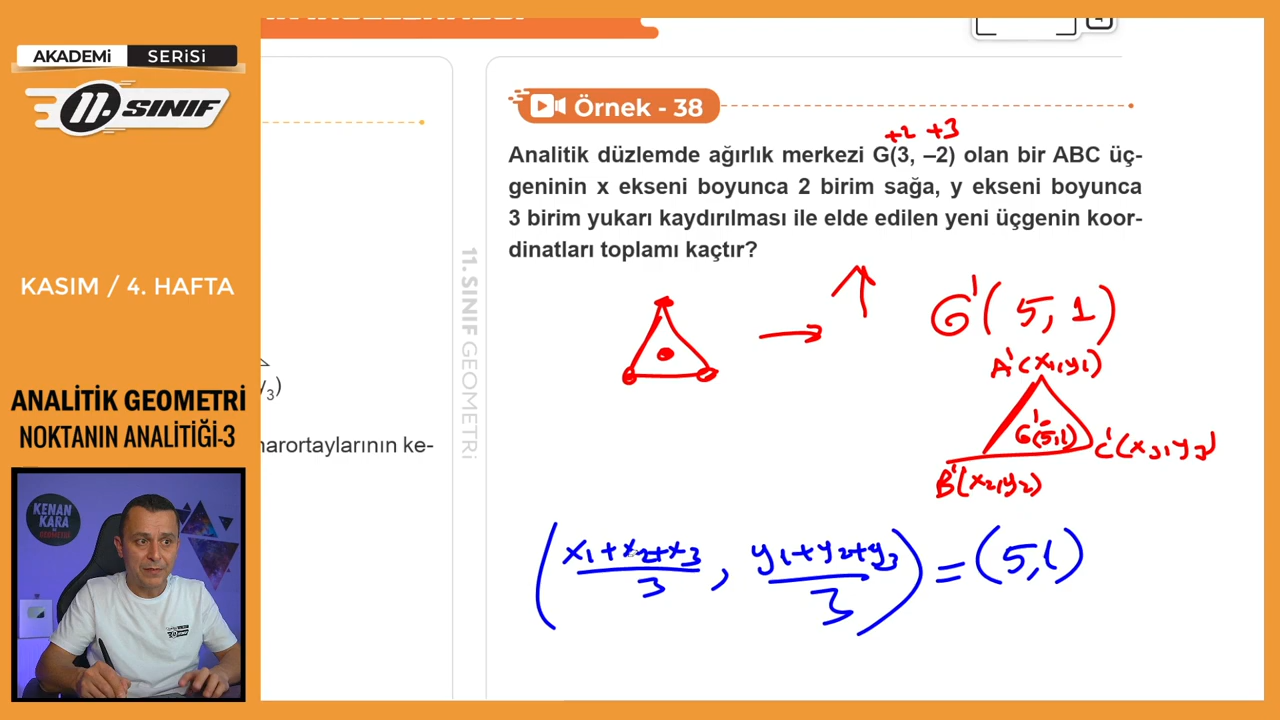 AKADEMİ SERİSİ
11. SINIF
KASIM / 4. HAFTA
ANALİTİK GEOMETRİ
NOKTANIN ANALİTİĞİ-3
KENAN KARA
GEOMETRİ
y3)
narortaylarının ke-
11. SINIF GEOMETRİ
Örnek - 38
+2 +3
Analitik düzlemde ağırlık merkezi G(3, –2) olan bir ABC üç-
geninin x ekseni boyunca 2 birim sağa, y ekseni boyunca
3 birim yukarı kaydırılması ile elde edilen yeni üçgenin koor-
dinatları toplamı kaçtır?
G'(5, 1)
A'(x1, y1)
G'(5,1)
C'(x3, y3)
B'(x2, y2)
(x1+x2+x3/3, y1+y2+y3/3) = (5,1)